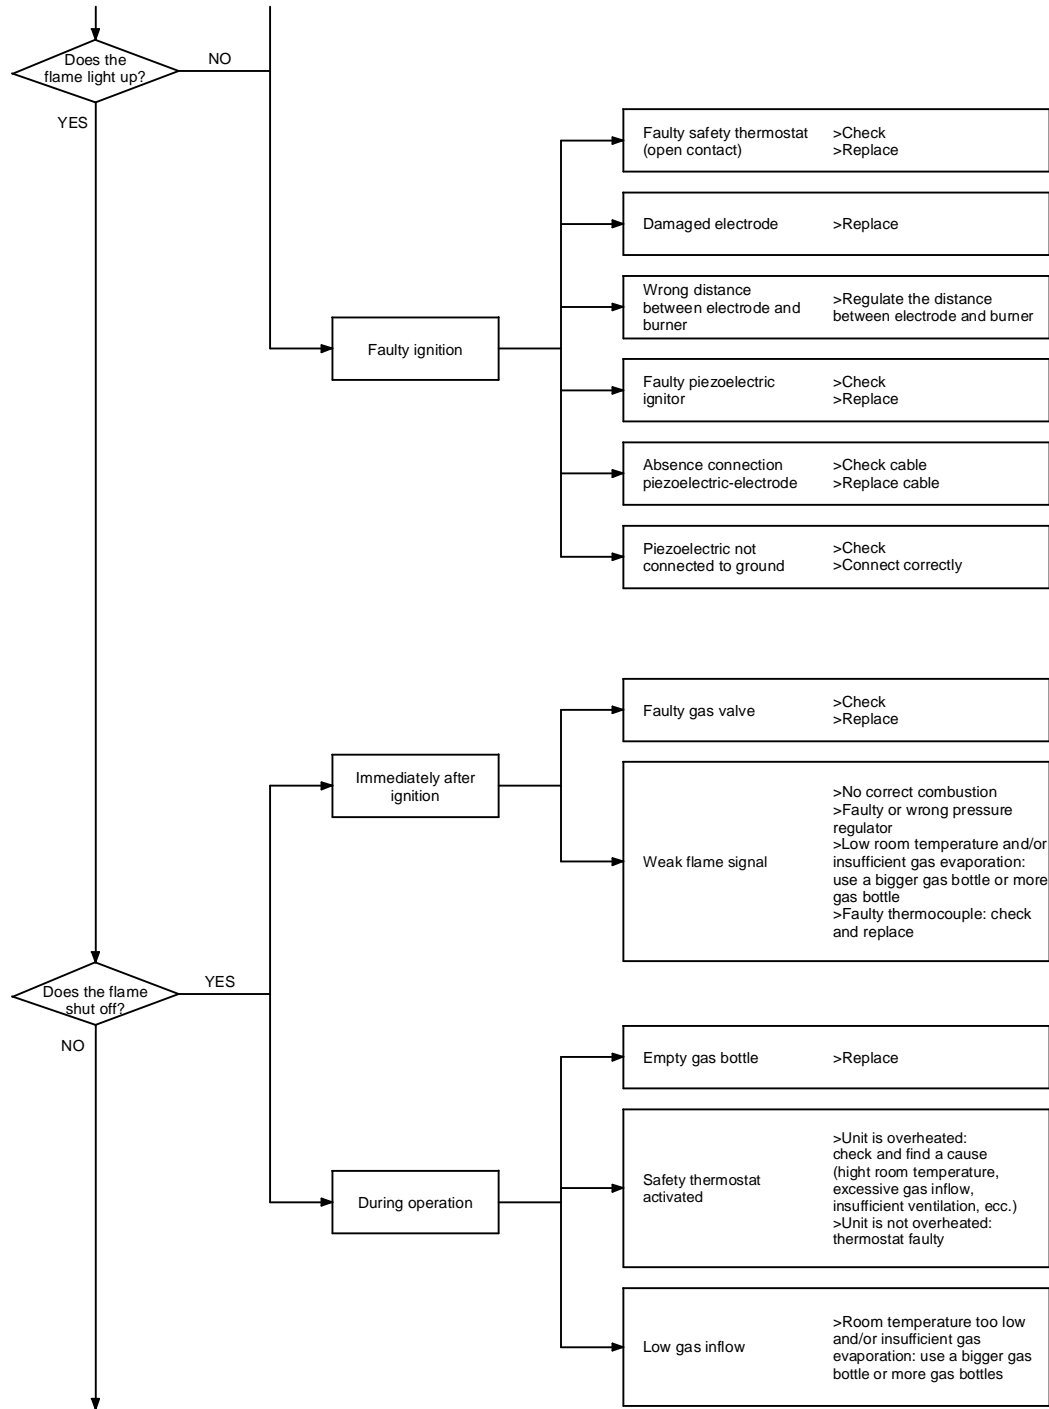 Does the
flame light up?
NO
YES
Faulty safety thermostat
(open contact)
>Check
>Replace
Damaged electrode
>Replace
Wrong distance
between electrode and
burner
>Regulate the distance
between electrode and burner
Faulty ignition
Faulty piezoelectric
ignitor
>Check
>Replace
Absence connection
piezoelectric-electrode
>Check cable
>Replace cable
Piezoelectric not
connected to ground
>Check
>Connect correctly
Faulty gas valve
>Check
>Replace
Immediately after
ignition
Weak flame signal
>No correct combustion
>Faulty or wrong pressure
regulator
>Low room temperature and/or
insufficient gas evaporation:
use a bigger gas bottle or more
gas bottle
>Faulty thermocouple: check
and replace
Does the flame
shut off?
YES
NO
Empty gas bottle
>Replace
During operation
Safety thermostat
activated
>Unit is overheated:
check and find a cause
(hight room temperature,
excessive gas inflow,
insufficient ventilation, ecc.)
>Unit is not overheated:
thermostat faulty
Low gas inflow
>Room temperature too low
and/or insufficient gas
evaporation: use a bigger gas
bottle or more gas bottles